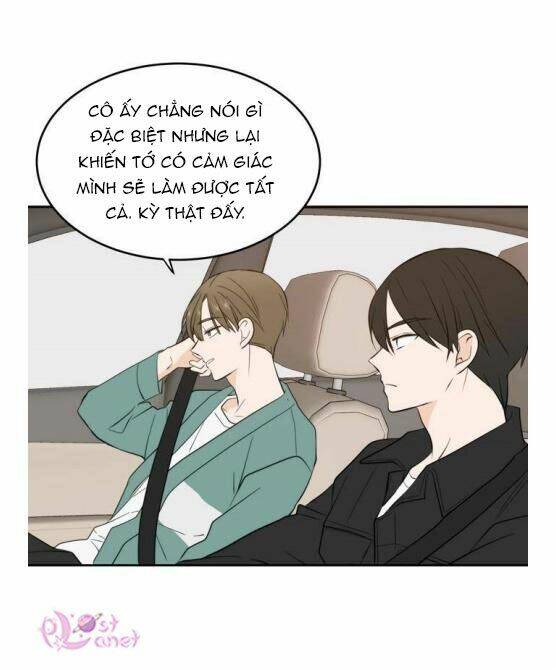 CÔ ẤY CHẲNG NÓI GÌ
ĐẶC BIỆT NHƯNG LẠI
KHIẾN TỚ CÓ CẢM GIÁC
MÌNH SẼ LÀM ĐƯỢC TẤT
CẢ. KỲ THẬT ĐẤY.
Lost
Planet